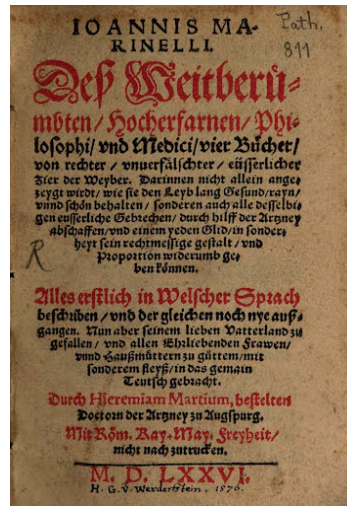 IOANNIS MA-
RINELLI.
Path.
811
Deß Weitberü-
mbten / Hocherfarnen / Phi-
losophi / vnd Medici / vier Bücher /
von rechter / vnuerfälschter / eüsserlicher
Zier der Weyber. Darinnen nicht allein ange-
zeygt wirdt / wie sie den Leyb lang Gesund / rayn /
vnnd schön behalten / sonderen auch alle desselbi-
gen eusserliche Gebrechen / durch hilff der Artzney
abschaffen / vnd einem yeden Glid / in sonder-
heyt sein rechtmessige gestalt / vnd
Proportion widerumb ge-
ben können.
R
Alles erstlich in Welscher Sprach
beschriben / vnd der gleichen noch nye auß-
gangen. Nun aber seinem lieben Vatterland zu
gefallen / vnd allen Ehrliebenden Frawen /
vnnd Haußmüttern zu güttem / mit
sonderem fleyß / in das gemain
Teutsch gebracht.
Durch Hieremiam Martium, bestelten
Doctorn der Artzney zu Augspurg.
Mit Röm. Kay. May. Freyheit /
nicht nach zutrucken.
M. D. LXXVI.
H. G. V. Werdenstein. 1576.